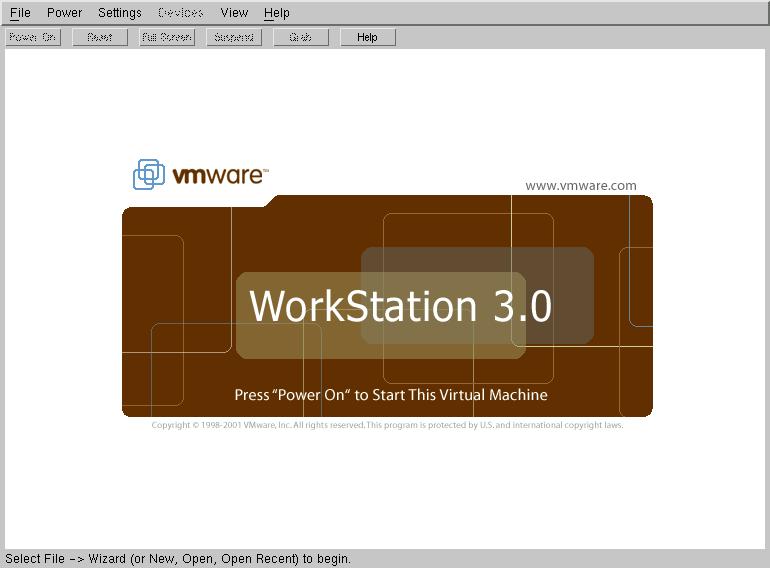 File Power Settings Devices View Help
Power On Reset Full Screen Suspend Grab Help
vmware™
www.vmware.com
WorkStation 3.0
Press "Power On" to Start This Virtual Machine
Copyright © 1998-2001 VMware, Inc. All rights reserved. This program is protected by U.S. and international copyright laws.
Select File -> Wizard (or New, Open, Open Recent) to begin.